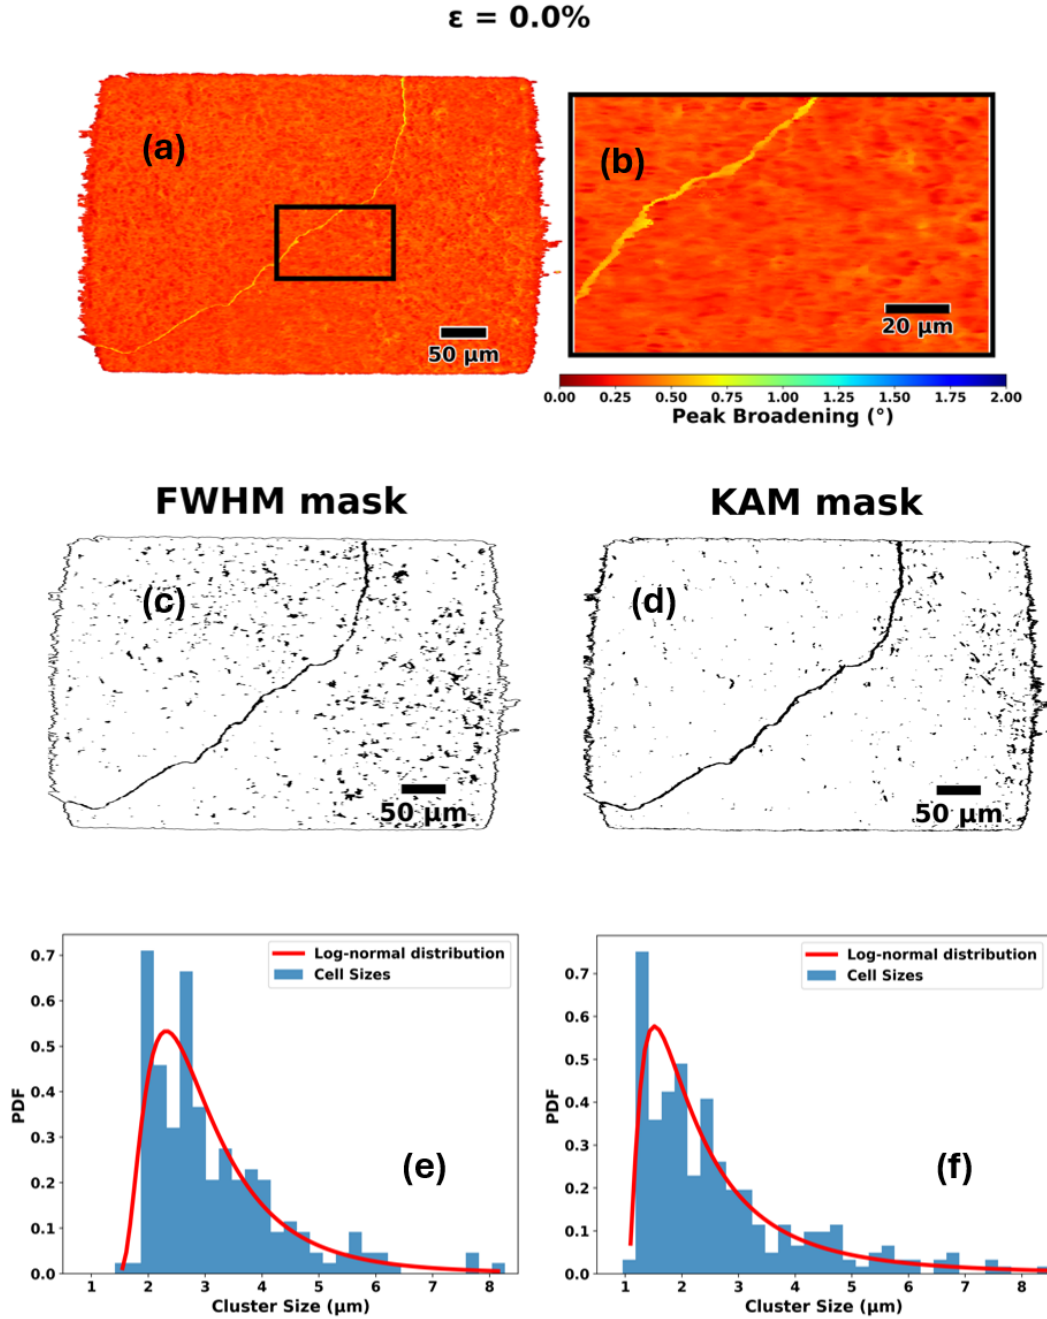 ε = 0.0%
(a)
50 μm
(b)
20 μm
0.00 0.25 0.50 0.75 1.00 1.25 1.50 1.75 2.00
Peak Broadening (°)
FWHM mask
KAM mask
(c)
50 μm
(d)
50 μm
0.7
0.6
0.5
0.4
0.3
0.2
0.1
0.0
PDF
Log-normal distribution
Cell Sizes
(e)
1 2 3 4 5 6 7 8
Cluster Size (μm)
0.7
0.6
0.5
0.4
0.3
0.2
0.1
0.0
PDF
Log-normal distribution
Cell Sizes
(f)
1 2 3 4 5 6 7 8
Cluster Size (μm)